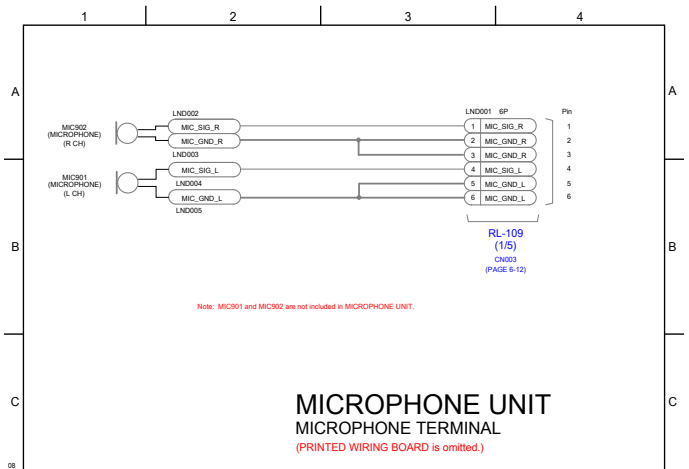 1 2 3 4
A A
LND002 LND001 6P Pin
MIC902
(MICROPHONE)
(R CH)
MIC_SIG_R 1 MIC_SIG_R 1
MIC_GND_R 2 MIC_GND_R 2
LND003 3 MIC_GND_R 3
MIC901
(MICROPHONE)
(L CH)
MIC_SIG_L 4 MIC_SIG_L 4
LND004 5 MIC_GND_L 5
MIC_GND_L 6 MIC_GND_L 6
LND005
RL-109
(1/5)
B B
CN003
(PAGE 6-12)
Note: MIC901 and MIC902 are not included in MICROPHONE UNIT.
C C
MICROPHONE UNIT
MICROPHONE TERMINAL
(PRINTED WIRING BOARD is omitted.)
08